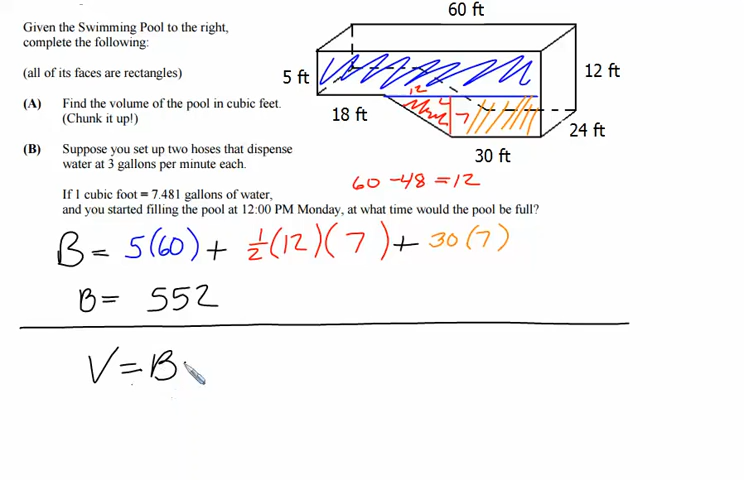 60 ft
Given the Swimming Pool to the right,
complete the following:
(all of its faces are rectangles)
5 ft
12 ft
12
7
18 ft
24 ft
30 ft
(A) Find the volume of the pool in cubic feet.
(Chunk it up!)
(B) Suppose you set up two hoses that dispense
water at 3 gallons per minute each.
60 - 48 = 12
If 1 cubic foot = 7.481 gallons of water,
and you started filling the pool at 12:00 PM Monday, at what time would the pool be full?
B = 5(60) + 1/2(12)(7) + 30(7)
B = 552
V = B